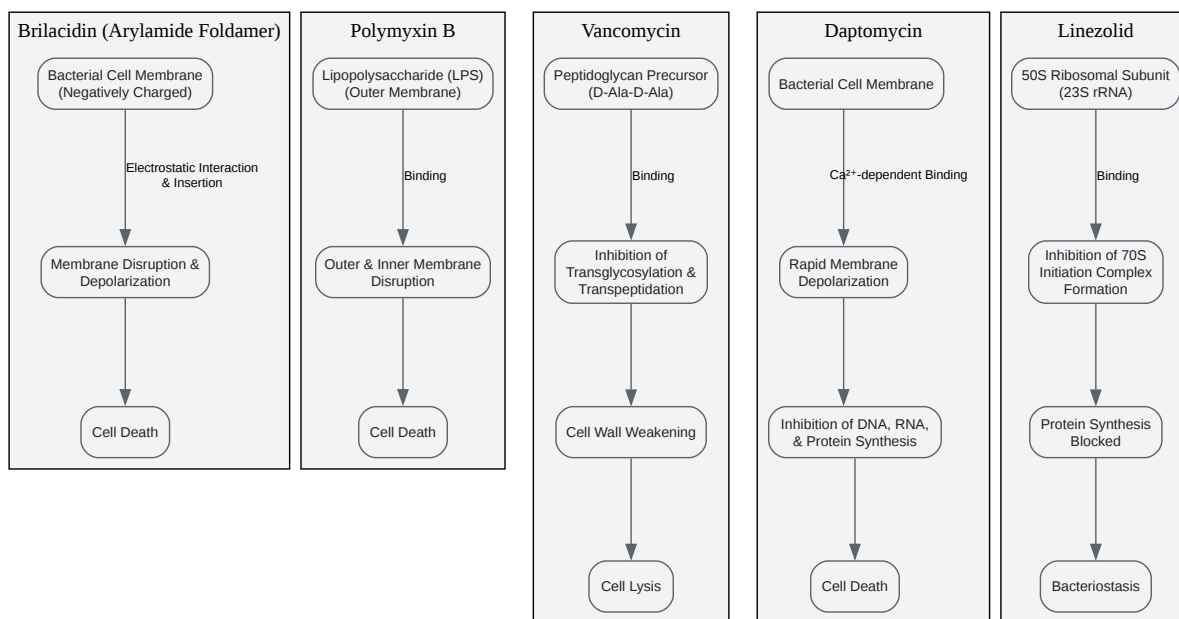 Brilacidin (Arylamide Foldamer)
Bacterial Cell Membrane
(Negatively Charged)
Electrostatic Interaction
& Insertion
Membrane Disruption &
Depolarization
Cell Death
Polymyxin B
Lipopolysaccharide (LPS)
(Outer Membrane)
Binding
Outer & Inner Membrane
Disruption
Cell Death
Vancomycin
Peptidoglycan Precursor
(D-Ala-D-Ala)
Binding
Inhibition of
Transglycosylation &
Transpeptidation
Cell Wall Weakening
Cell Lysis
Daptomycin
Bacterial Cell Membrane
Ca²⁺-dependent Binding
Rapid Membrane
Depolarization
Inhibition of DNA, RNA,
& Protein Synthesis
Cell Death
Linezolid
50S Ribosomal Subunit
(23S rRNA)
Binding
Inhibition of 70S
Initiation Complex
Formation
Protein Synthesis
Blocked
Bacteriostasis